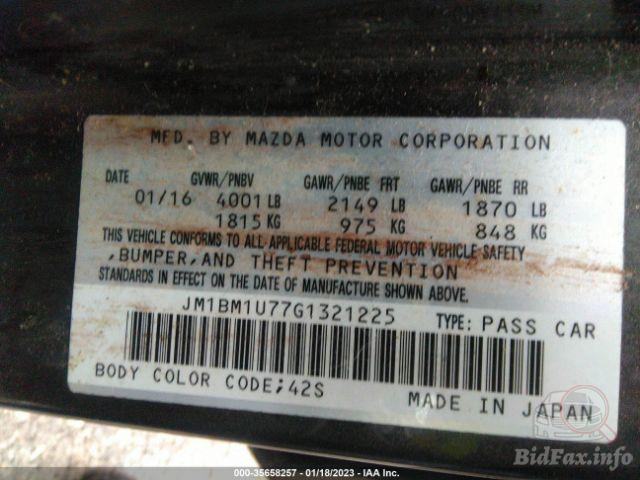 MFD. BY MAZDA MOTOR CORPORATION
DATE GVWR/PNBV GAWR/PNBE FRT GAWR/PNBE RR
01/16 4001 LB 2149 LB 1870 LB
1815 KG 975 KG 848 KG
THIS VEHICLE CONFORMS TO ALL APPLICABLE FEDERAL MOTOR VEHICLE SAFETY
,BUMPER,AND THEFT PREVENTION
STANDARDS IN EFFECT ON THE DATE OF MANUFACTURE SHOWN ABOVE.
JM1BM1U77G1321225 TYPE: PASS CAR
BODY COLOR CODE;42S MADE IN JAPAN
BidFax.info
000-35658257 - 01/18/2023 - IAA Inc.